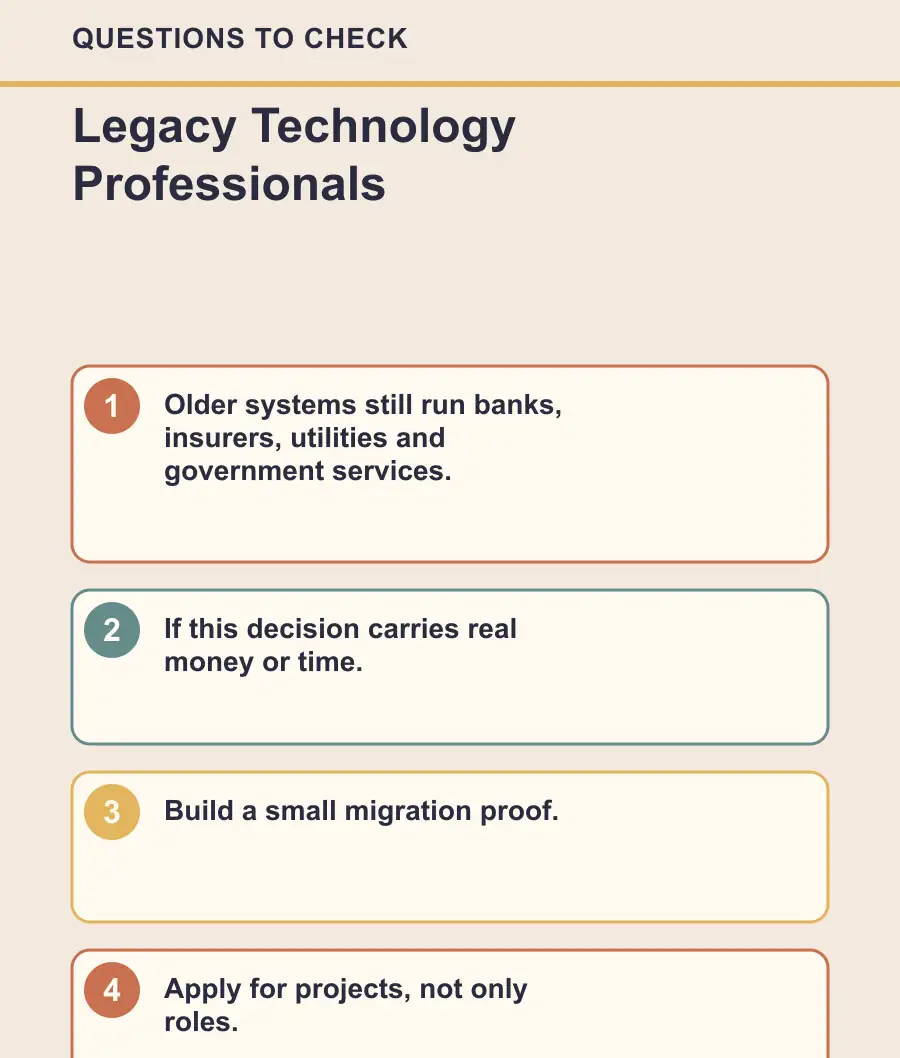 QUESTIONS TO CHECK
Legacy Technology
Professionals
1
Older systems still run banks,
insurers, utilities and
government services.
2
If this decision carries real
money or time.
3
Build a small migration proof.
4
Apply for projects, not only
roles.